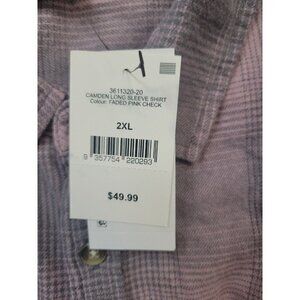 3611320-20
CAMDEN LONG SLEEVE SHIRT
Colour: FADED PINK CHECK
2XL
9 357754 220293
$49.99